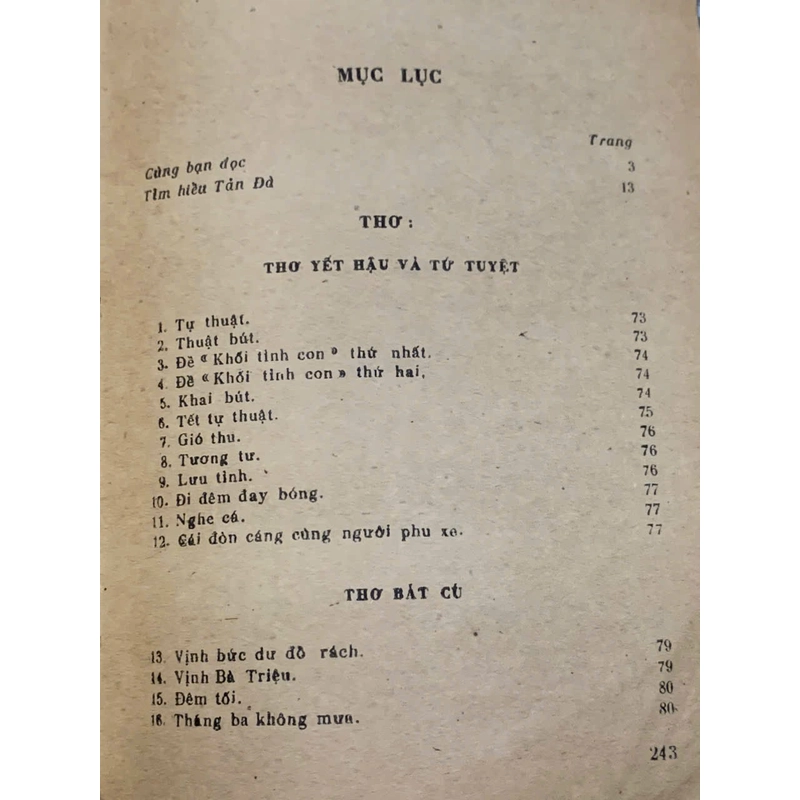 MỤC LỤC
Trang
Cùng bạn đọc 3
Tìm hiểu Tản Đà 13
THƠ :
THƠ YẾT HẬU VÀ TỨ TUYỆT
1. Tự thuật. 73
2. Thuật bút. 73
3. Đề « Khối tình con » thứ nhất. 74
4. Đề « Khối tình con » thứ hai. 74
5. Khai bút. 74
6. Tết tự thuật. 75
7. Gió thu. 76
8. Tương tư. 76
9. Lưu tình. 76
10. Đi đêm day bóng. 77
11. Nghe cá. 77
12. Cái đòn cáng cùng người phu xe. 77
THƠ BÁT CÚ
13. Vịnh bức dư đồ rách. 79
14. Vịnh Bà Triệu. 79
15. Đêm tối. 80
16. Tháng ba không mưa. 80
243